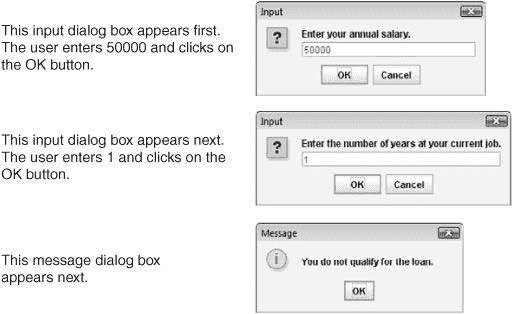 This input dialog box appears first.
The user enters 50000 and clicks on
the OK button.
Input
Enter your annual salary.
50000
OK
Cancel
This input dialog box appears next.
The user enters 1 and clicks on the
OK button.
Input
Enter the number of years at your current job.
1
OK
Cancel
This message dialog box
appears next.
Message
You do not qualify for the loan.
OK